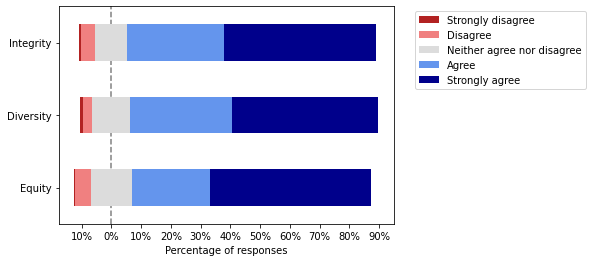 Integrity
Diversity
Equity
10% 0% 10% 20% 30% 40% 50% 60% 70% 80% 90%
Percentage of responses
Strongly disagree
Disagree
Neither agree nor disagree
Agree
Strongly agree